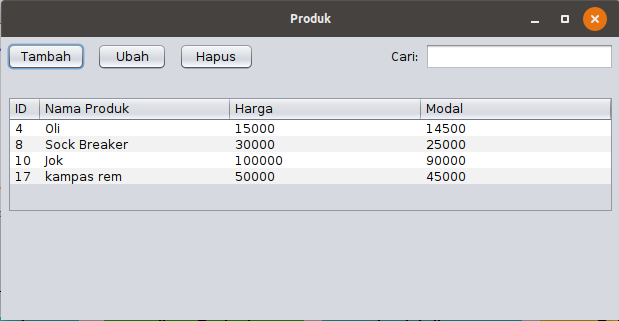 Produk
Tambah Ubah Hapus Cari:
ID Nama Produk Harga Modal
4 Oli 15000 14500
8 Sock Breaker 30000 25000
10 Jok 100000 90000
17 kampas rem 50000 45000